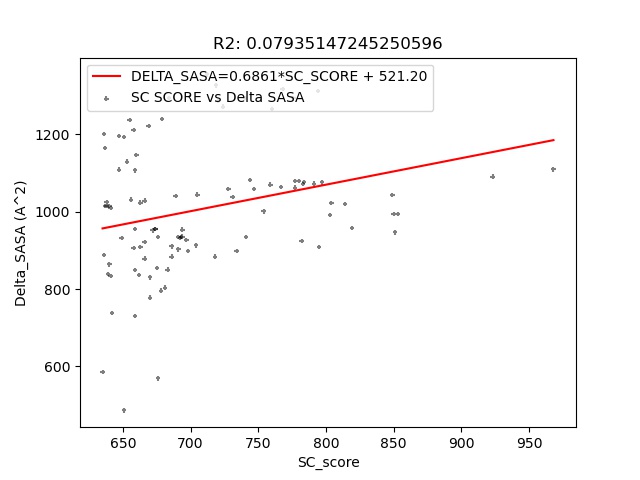 R2: 0.07935147245250596
DELTA_SASA=0.6861*SC_SCORE + 521.20
SC SCORE vs Delta SASA
Delta_SASA (A^2)
1200
1000
800
600
650 700 750 800 850 900 950
SC_score